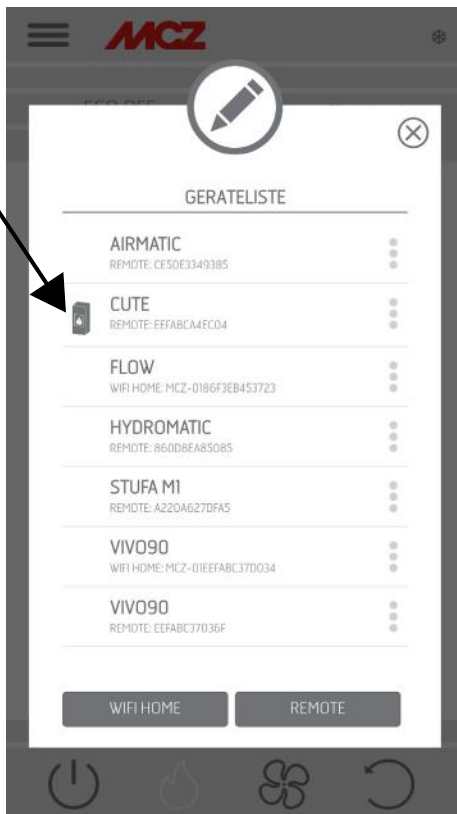 MCZ
GERATELISTE
AIRMATIC
REMOTE: CE50E3349385
CUTE
REMOTE: EEFABCA4EC04
FLOW
WIFI HOME: MCZ-0186F3EB453723
HYDROMATIC
REMOTE: 860D8EA85085
STUFA M1
REMOTE: A220A627DFA5
VIVO90
WIFI HOME: MCZ-01EEFABC37D034
VIVO90
REMOTE: EEFABC37036F
WIFI HOME REMOTE